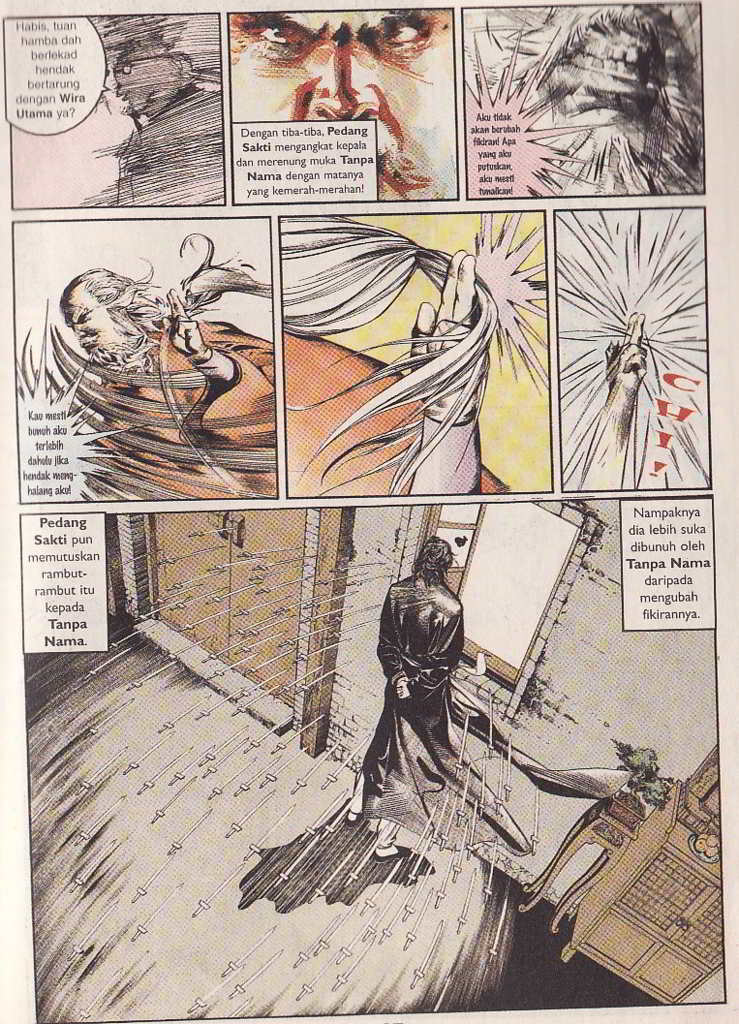 Habis, tuan
hamba dah
berlekad
hendak
bertarung
dengan Wira
Utama ya?
Dengan tiba-tiba, Pedang
Sakti mengangkat kepala
dan merenung muka Tanpa
Nama dengan matanya
yang kemerah-merahan!
Aku tidak
akan berubah
fikiran! Apa
yang aku
putuskan,
aku mesti
tunaikan!
Kau mesti
bunuh aku
terlebih
dahulu jika
hendak meng-
halang aku!
CHI!
Pedang
Sakti pun
memutuskan
rambut-
rambut itu
kepada
Tanpa
Nama.
Nampaknya
dia lebih suka
dibunuh oleh
Tanpa Nama
daripada
mengubah
fikirannya.